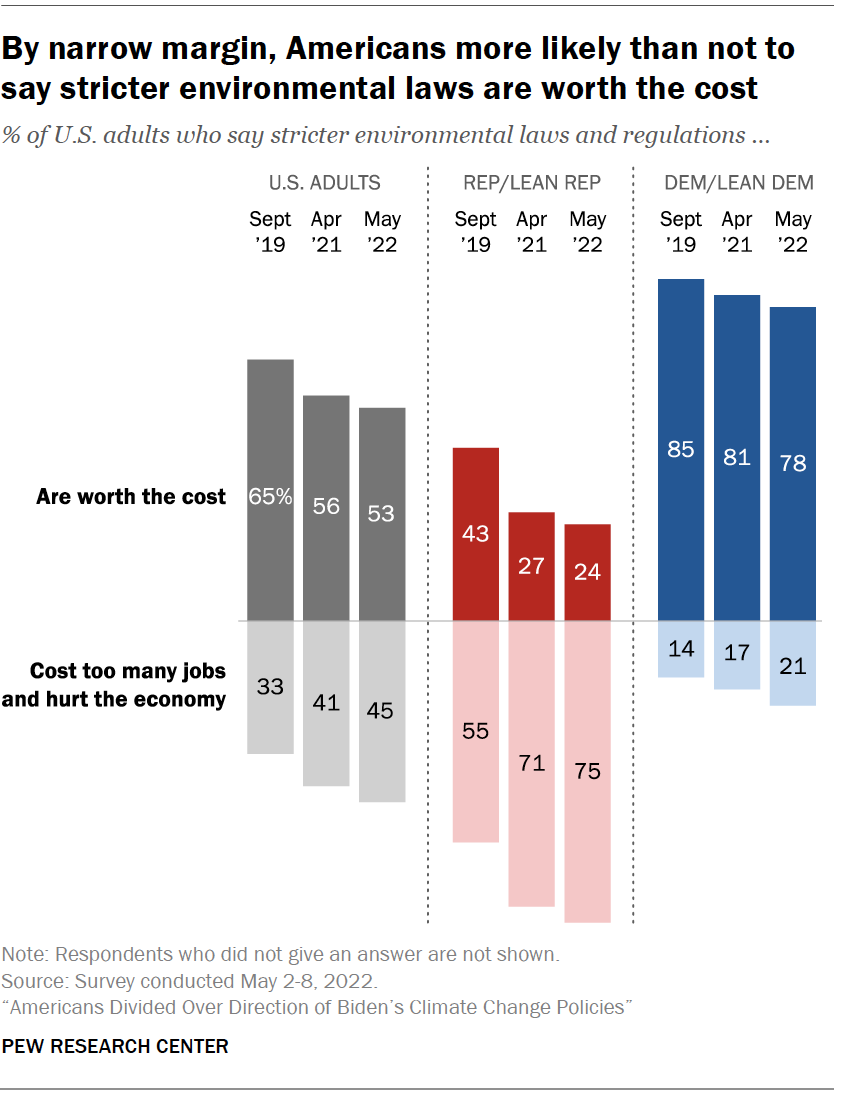 By narrow margin, Americans more likely than not to
say stricter environmental laws are worth the cost
% of U.S. adults who say stricter environmental laws and regulations ...
U.S. ADULTS REP/LEAN REP DEM/LEAN DEM
Sept Apr May Sept Apr May Sept Apr May
’19 ’21 ’22 ’19 ’21 ’22 ’19 ’21 ’22
Are worth the cost 65% 56 53 43 27 24 85 81 78
Cost too many jobs
and hurt the economy 33 41 45 55 71 75 14 17 21
Note: Respondents who did not give an answer are not shown.
Source: Survey conducted May 2-8, 2022.
“Americans Divided Over Direction of Biden’s Climate Change Policies”
PEW RESEARCH CENTER